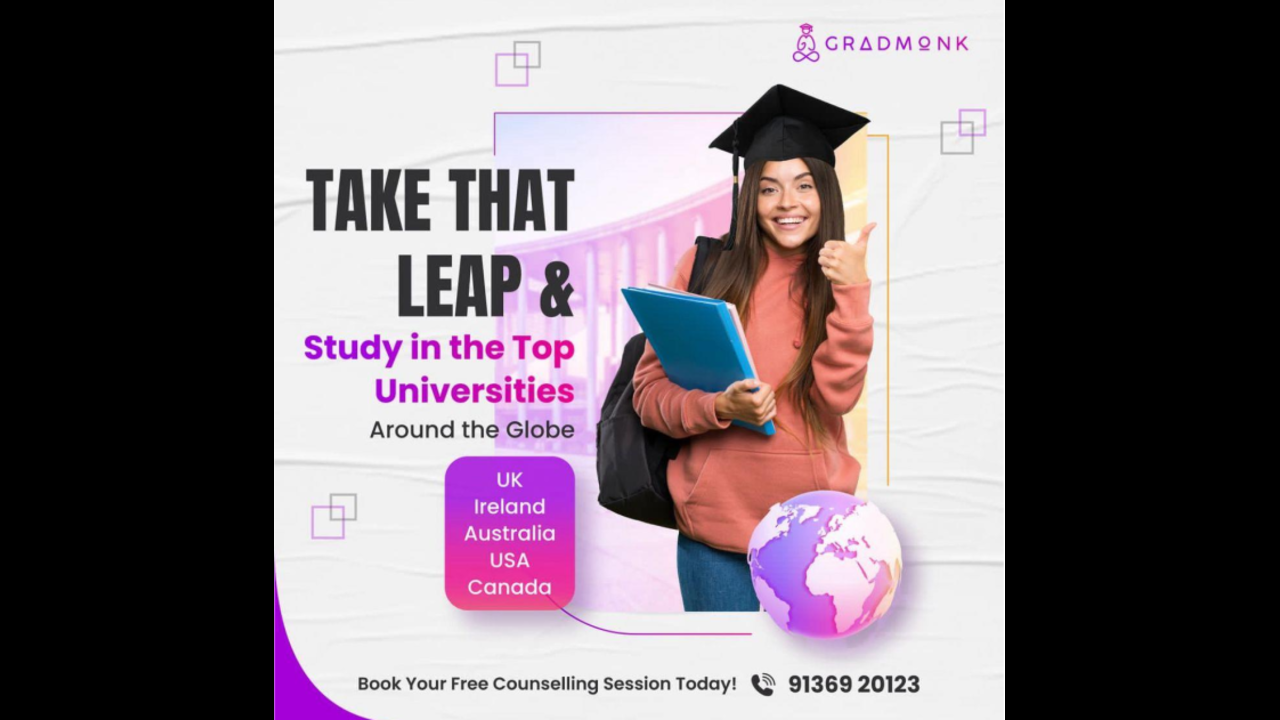 GRADMONK
TAKE THAT
LEAP &
Study in the Top
Universities
Around the Globe
UK
Ireland
Australia
USA
Canada
Book Your Free Counselling Session Today! 91369 20123